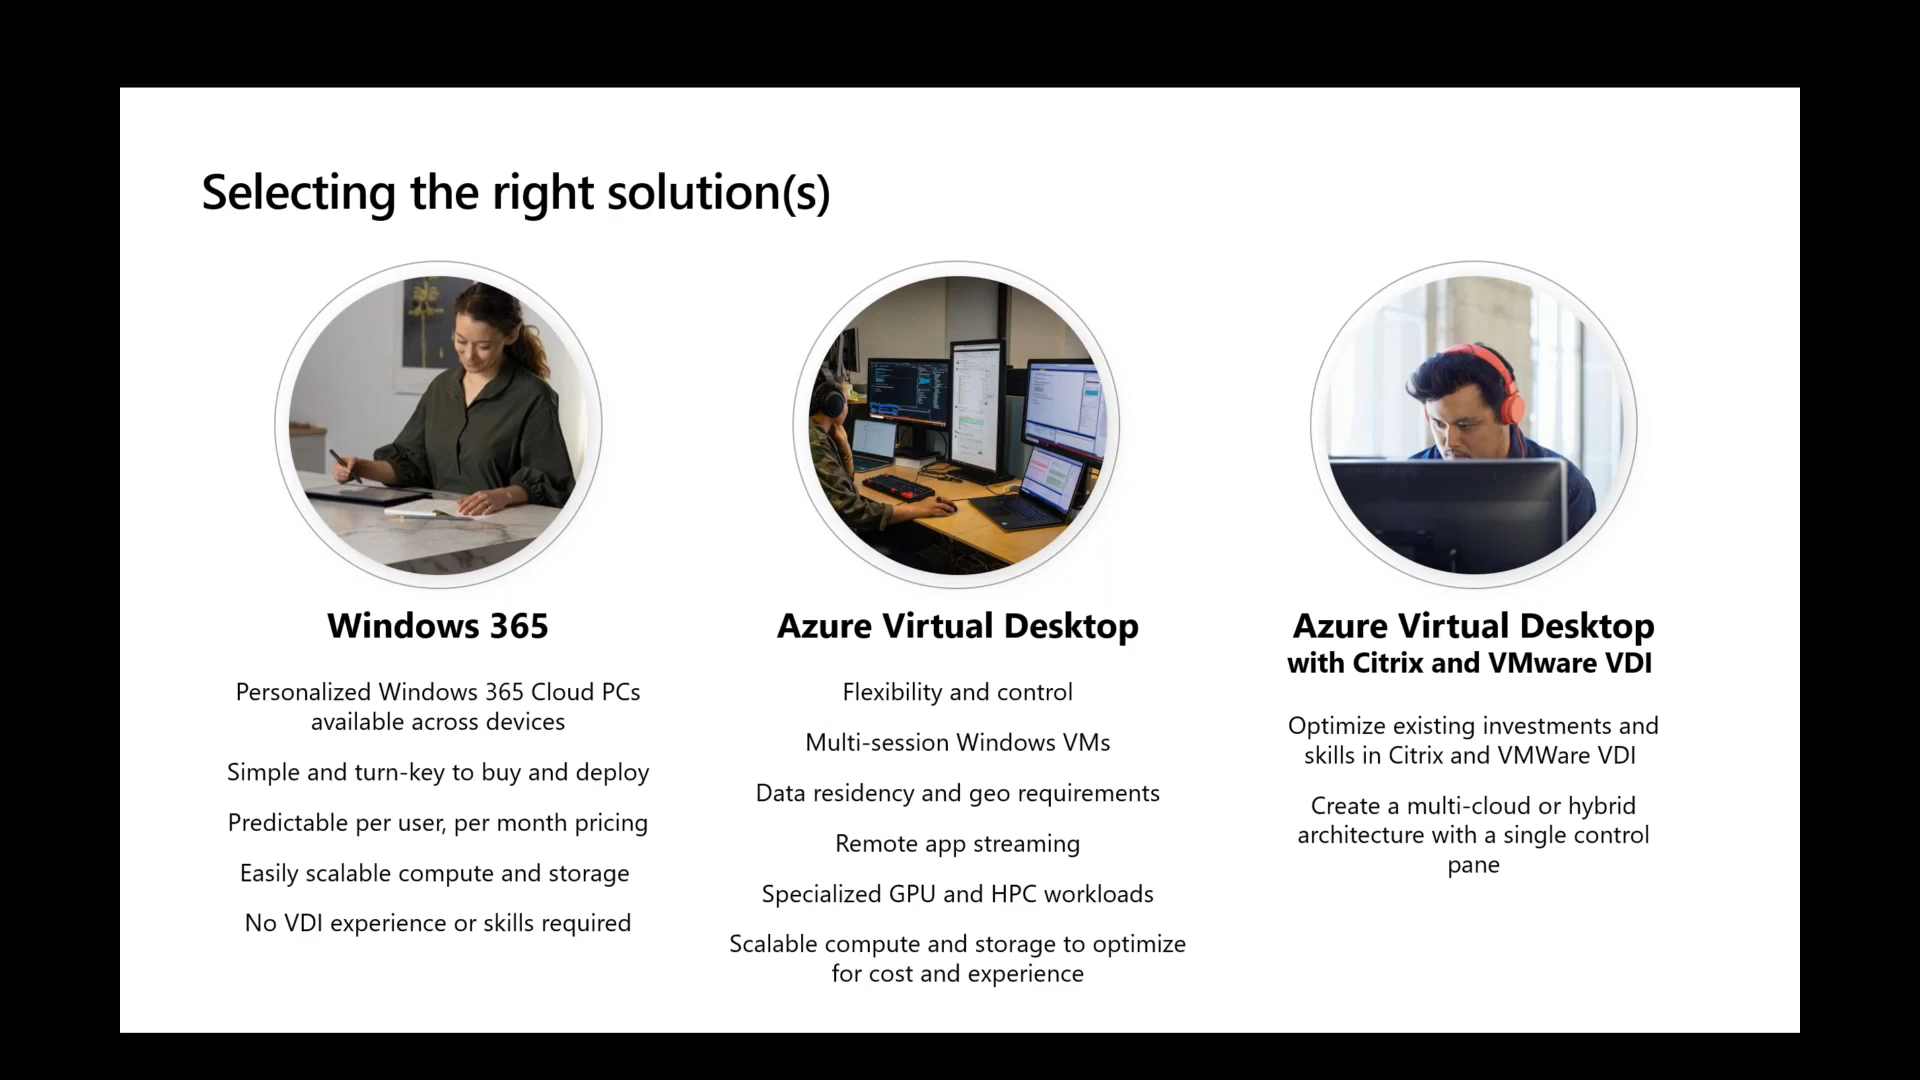 Selecting the right solution(s)
Windows 365
Personalized Windows 365 Cloud PCs
available across devices
Simple and turn-key to buy and deploy
Predictable per user, per month pricing
Easily scalable compute and storage
No VDI experience or skills required
Azure Virtual Desktop
Flexibility and control
Multi-session Windows VMs
Data residency and geo requirements
Remote app streaming
Specialized GPU and HPC workloads
Scalable compute and storage to optimize
for cost and experience
Azure Virtual Desktop
with Citrix and VMware VDI
Optimize existing investments and
skills in Citrix and VMWare VDI
Create a multi-cloud or hybrid
architecture with a single control
pane